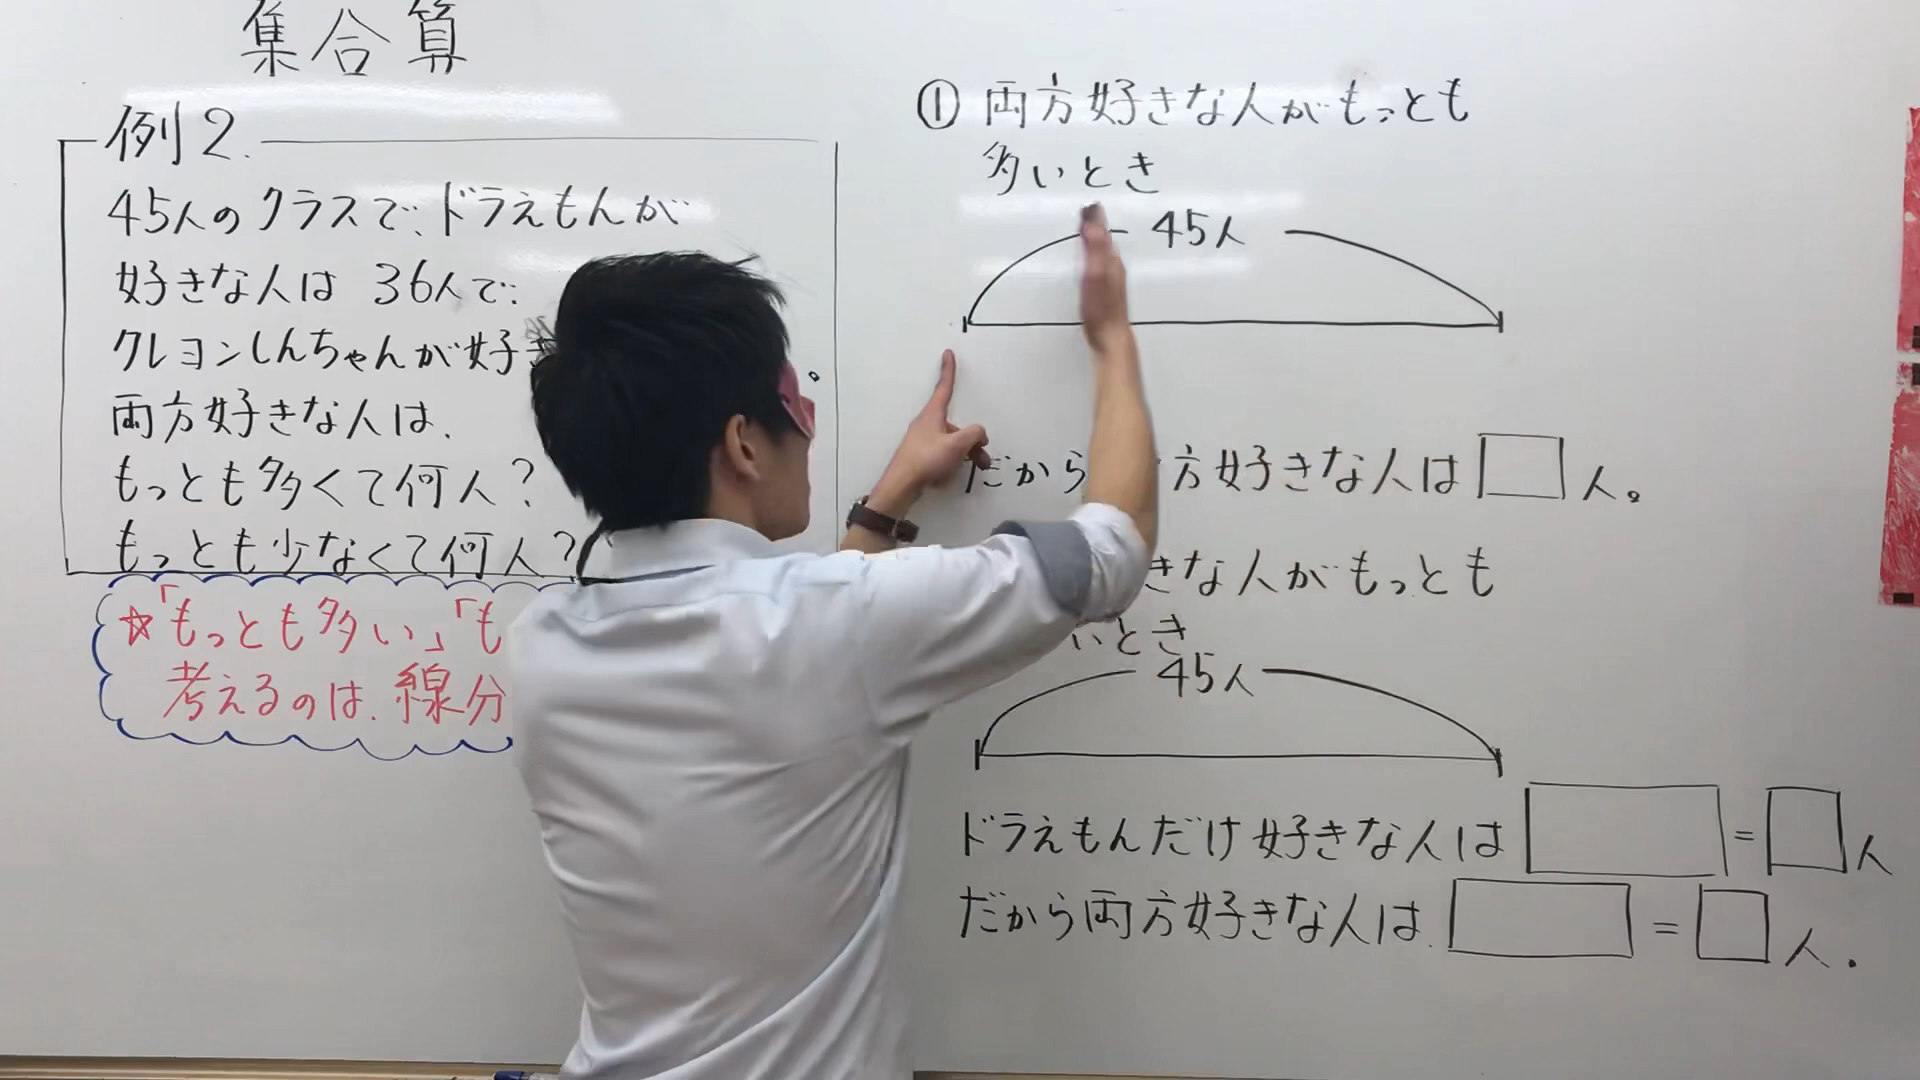 集合算
例2.
45人のクラスで、ドラえもんが
好きな人は 36人で、
クレヨンしんちゃんが好き
両方好きな人は、
もっとも多くて何人?
もっとも少なくて何人?
☆「もっとも多い」「も
考えるのは、線分
① 両方好きな人がもっとも
多いとき
45人
だから 方好きな人は□人。
きな人がもっとも
いとき
45人
ドラえもんだけ好きな人は□=□人
だから両方好きな人は、□=□人.